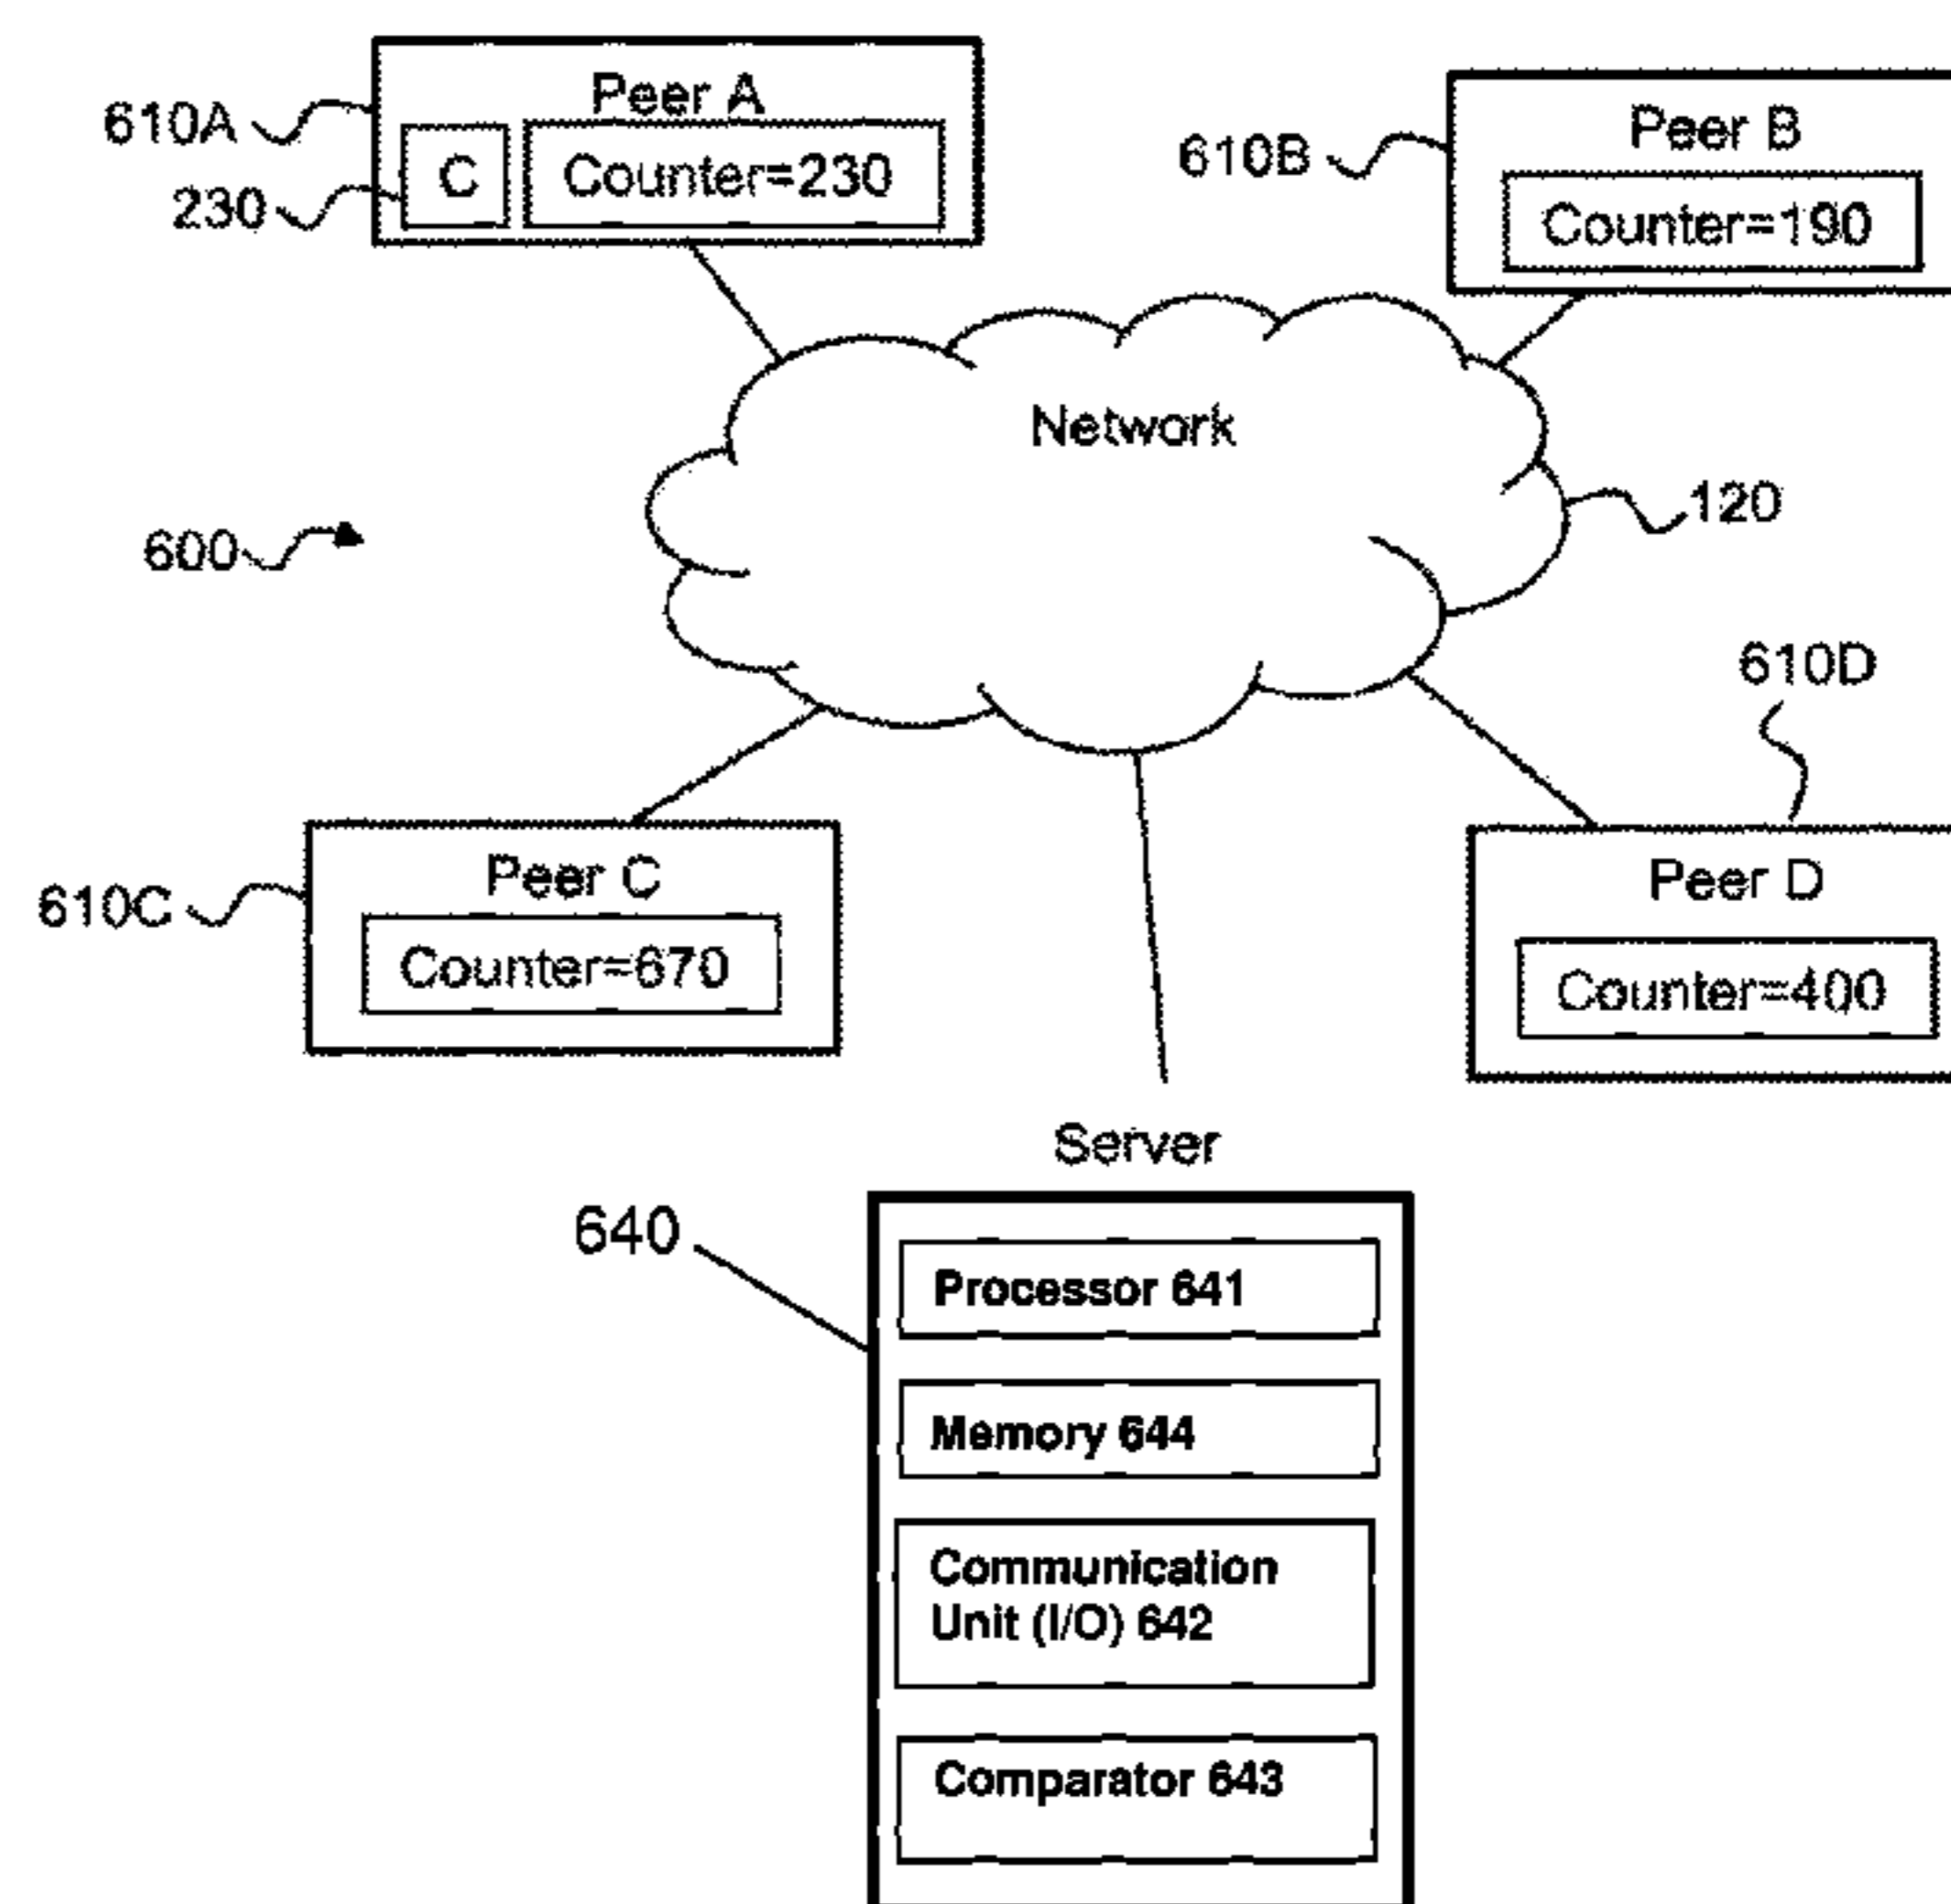 Peer A
610A
C
Counter=230
230
Peer B
610B
Counter=190
Network
120
600
610D
Peer C
610C
Counter=670
Peer D
Counter=400
Server
640
Processor 641
Memory 644
Communication
Unit (I/O) 642
Comparator 643